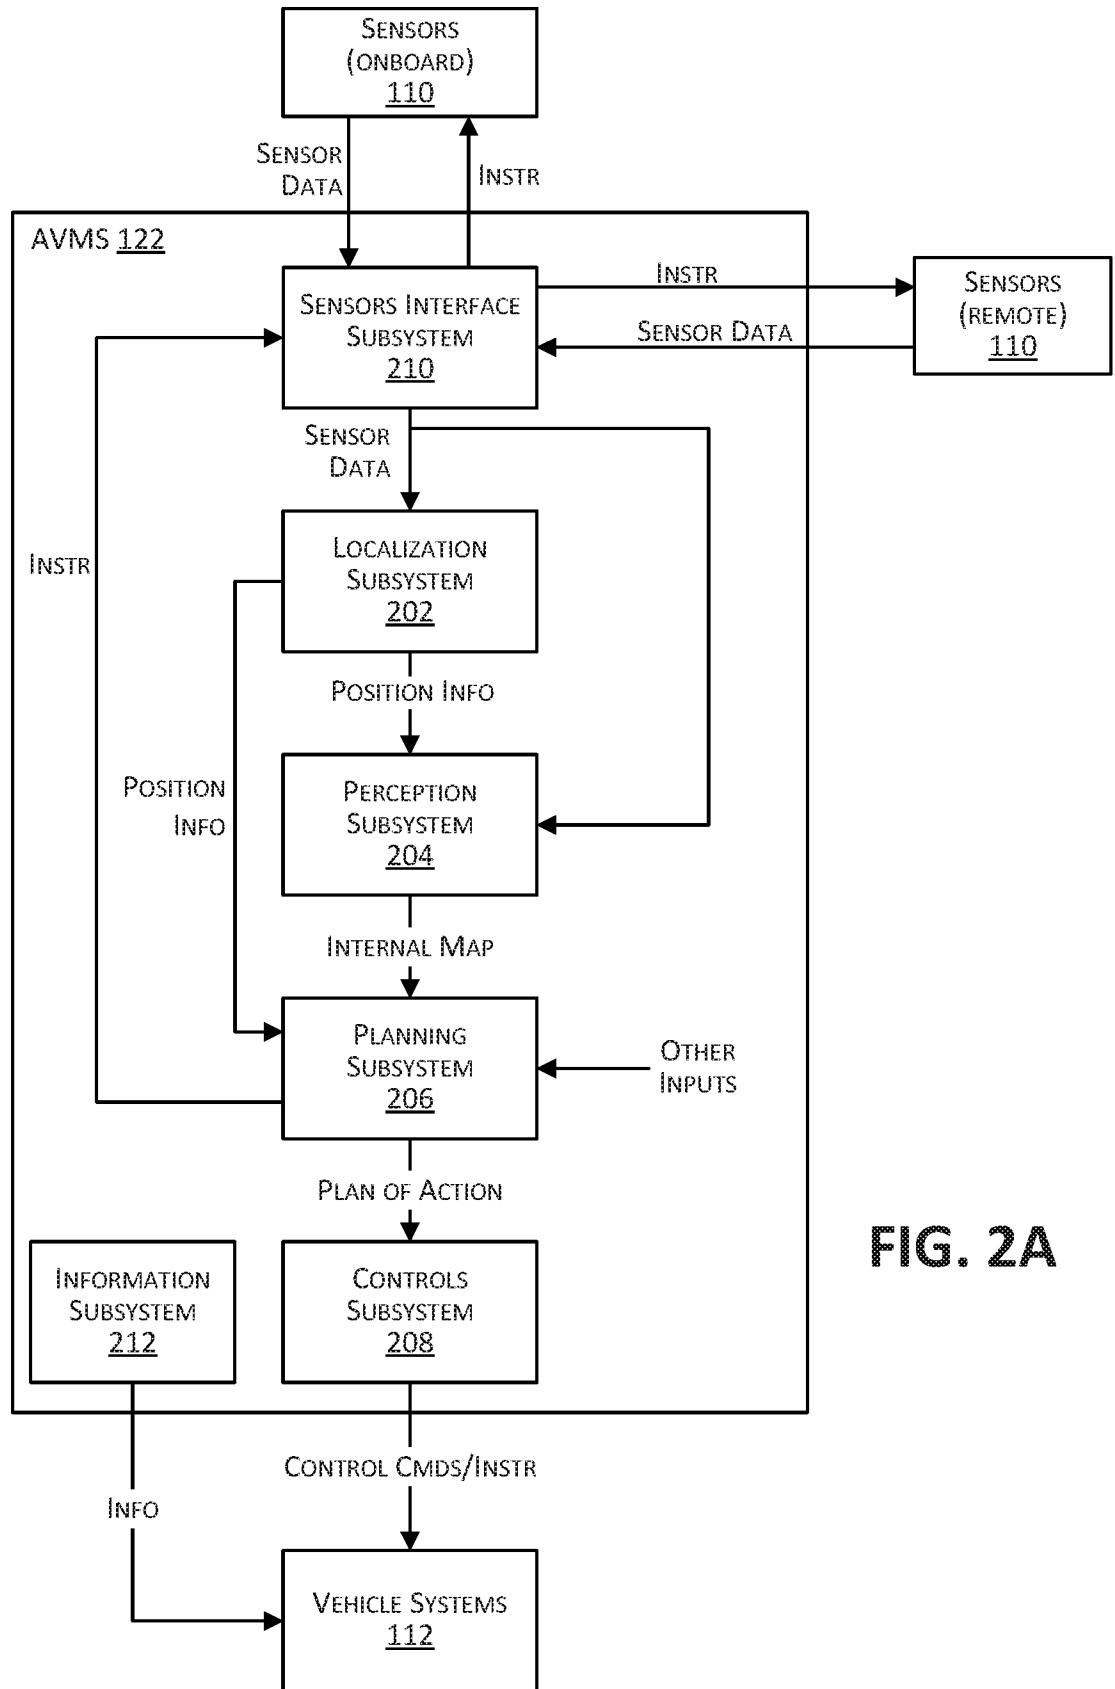 SENSORS
(ONBOARD)
110
SENSOR
DATA
INSTR
AVMS 122
SENSORS INTERFACE
SUBSYSTEM
210
INSTR
SENSOR DATA
SENSORS
(REMOTE)
110
SENSOR
DATA
INSTR
LOCALIZATION
SUBSYSTEM
202
POSITION INFO
POSITION
INFO
PERCEPTION
SUBSYSTEM
204
INTERNAL MAP
PLANNING
SUBSYSTEM
206
OTHER
INPUTS
PLAN OF ACTION
INFORMATION
SUBSYSTEM
212
CONTROLS
SUBSYSTEM
208
FIG. 2A
CONTROL CMDS/INSTR
INFO
VEHICLE SYSTEMS
112